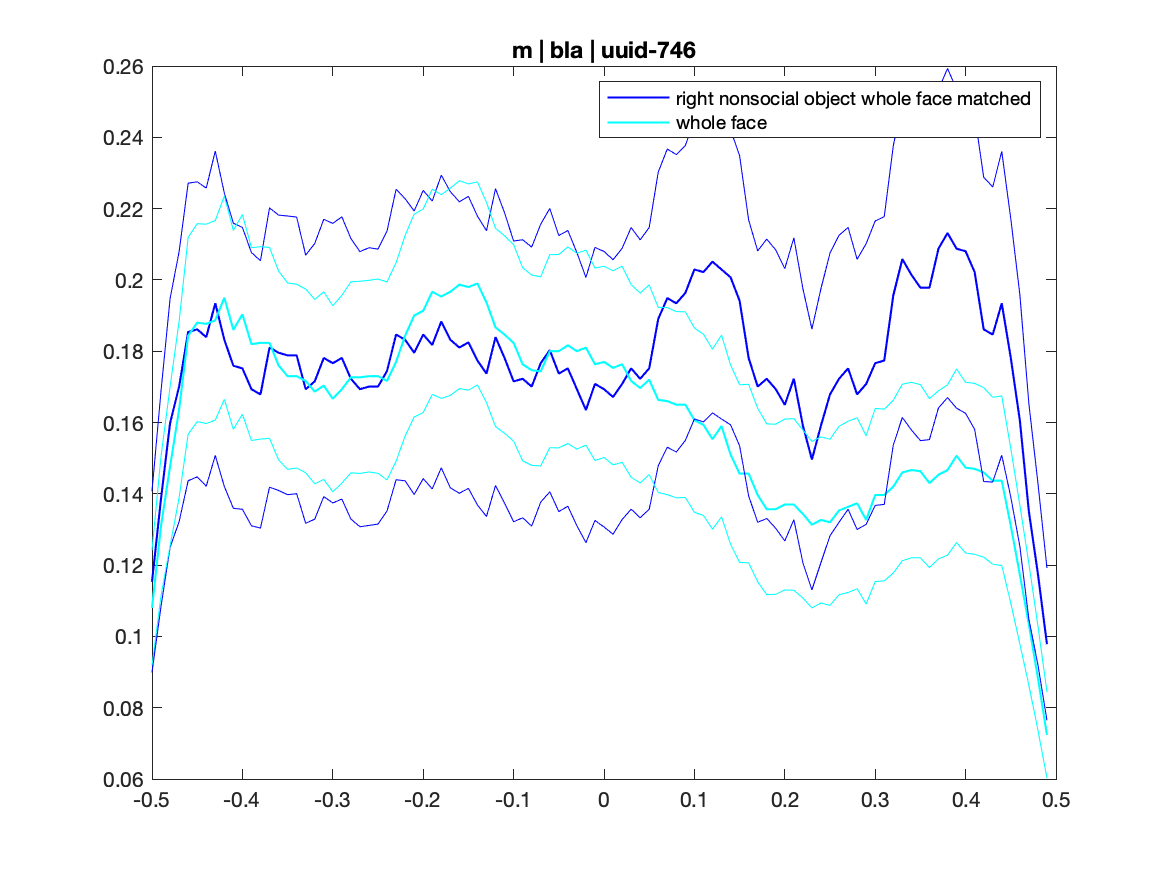 m | bla | uuid-746
right nonsocial object whole face matched
whole face
0.26
0.24
0.22
0.2
0.18
0.16
0.14
0.12
0.1
0.08
0.06
-0.5 -0.4 -0.3 -0.2 -0.1 0 0.1 0.2 0.3 0.4 0.5